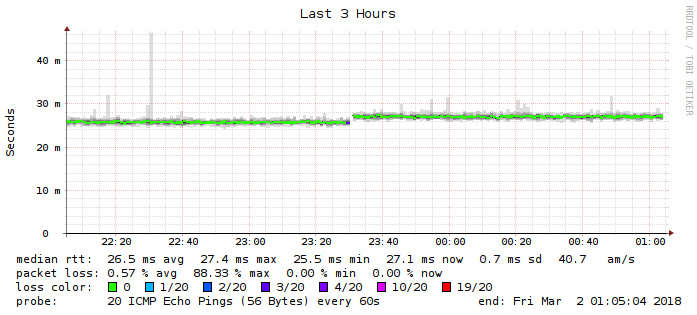 Last 3 Hours
RRDTOOL / TOBI OETIKER
Seconds
40 m
30 m
20 m
10 m
0
22:20 22:40 23:00 23:20 23:40 00:00 00:20 00:40 01:00
median rtt: 26.5 ms avg 27.4 ms max 25.5 ms min 27.1 ms now 0.7 ms sd 40.7 am/s
packet loss: 0.57 % avg 88.33 % max 0.00 % min 0.00 % now
loss color: 0 1/20 2/20 3/20 4/20 10/20 19/20
probe: 20 ICMP Echo Pings (56 Bytes) every 60s end: Fri Mar 2 01:05:04 2018